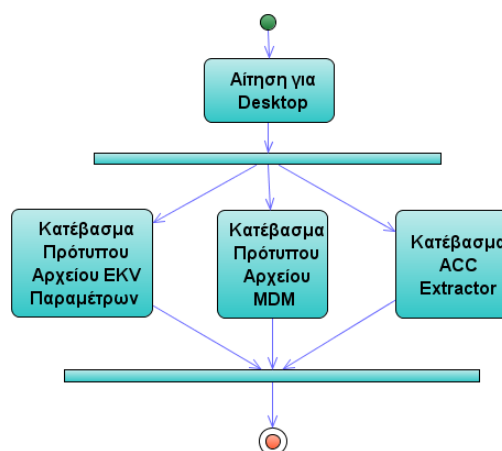 Αίτηση για
Desktop
Κατέβασμα
Πρότυπου
Αρχείου EKV
Παραμέτρων
Κατέβασμα
Πρότυπου
Αρχείου
MDM
Κατέβασμα
ACC
Extractor